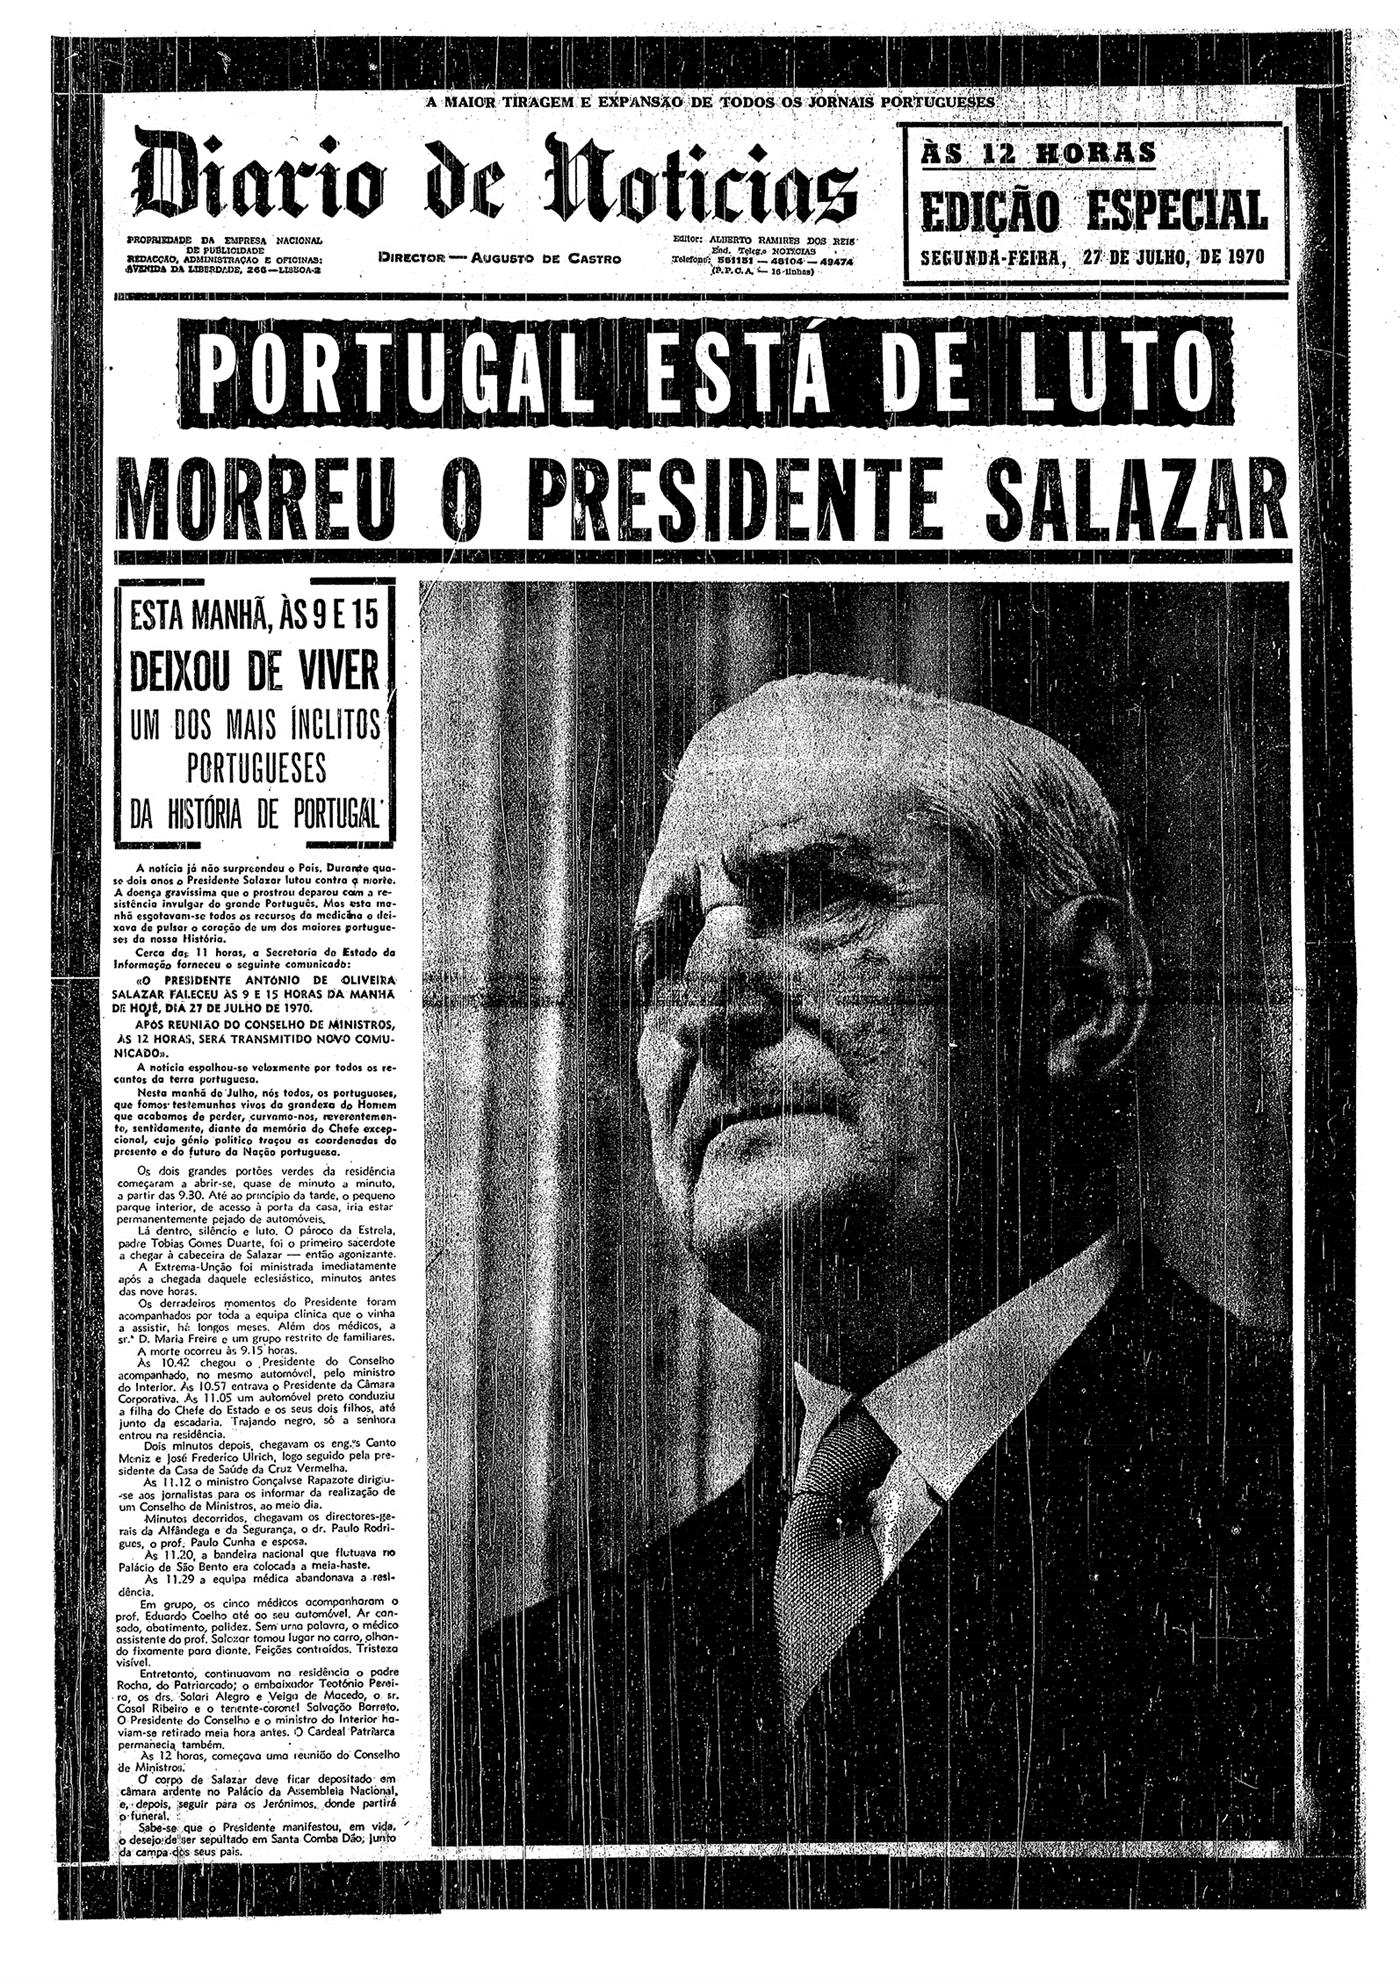 A MAIOR TIRAGEM E EXPANSÃO DE TODOS OS JORNAIS PORTUGUESES
Diario de Noticias
PROPRIEDADE DA EMPRESA NACIONAL
DE PUBLICIDADE
REDACÇÃO, ADMINISTRAÇAO E OFICINAS:
AVENIDA DA LIBERDADE, 266—LISBOA-2
DIRECTOR — AUGUSTO DE CASTRO
Editor: ALBERTO RAMIRES DOS REIS
End. Teleg.º NOTICIAS
Telefone: 561151 — 46104 — 49474
(P.P.C.A. — 16 linhas)
ÀS 12 HORAS
EDIÇÃO ESPECIAL
SEGUNDA-FEIRA, 27 DE JULHO, DE 1970
PORTUGAL ESTÁ DE LUTO
MORREU O PRESIDENTE SALAZAR
ESTA MANHÃ, ÀS 9 E 15
DEIXOU DE VIVER
UM DOS MAIS ÍNCLITOS
PORTUGUESES
DA HISTÓRIA DE PORTUGAL
A notícia já não surpreendeu o País. Durante qua-
se dois anos o Presidente Salazar lutou contra a morte.
A doença gravíssima que o prostrou deparou com a re-
sistência invulgar do grande Português. Mas esta ma-
nhã esgotavam-se todos os recursos da medicina e dei-
xava de pulsar o coração de um dos maiores portugue-
ses da nossa História.
Cerca das 11 horas, a Secretaria de Estado da
Informação forneceu o seguinte comunicado:
«O PRESIDENTE ANTÓNIO DE OLIVEIRA
SALAZAR FALECEU ÀS 9 E 15 HORAS DA MANHÃ
DE HOJE, DIA 27 DE JULHO DE 1970.
APÓS REUNIÃO DO CONSELHO DE MINISTROS,
ÀS 12 HORAS, SERÁ TRANSMITIDO NOVO COMU-
NICADO».
A notícia espalhou-se velozmente por todos os re-
cantos da terra portuguesa.
Nesta manhã de Julho, nós todos, os portugueses,
que fomos testemunhas vivos da grandeza do Homem
que acabamos de perder, curvamo-nos, reverentemen-
te, sentidamente, diante da memória do Chefe excep-
cional, cujo génio político traçou as coordenadas do
presente e do futuro da Nação portuguesa.
Os dois grandes portões verdes da residência
começaram a abrir-se, quase de minuto a minuto,
a partir das 9.30. Até ao princípio da tarde, o pequeno
parque interior, de acesso à porta da casa, iria estar
permanentemente pejado de automóveis.
Lá dentro, silêncio e luto. O pároco da Estrela,
padre Tobias Gomes Duarte, foi o primeiro sacerdote
a chegar à cabeceira de Salazar — então agonizante.
A Extrema-Unção foi ministrada imediatamente
após a chegada daquele eclesiástico, minutos antes
das nove horas.
Os derradeiros momentos do Presidente foram
acompanhados por toda a equipa clínica que o vinha
a assistir, há longos meses. Além dos médicos, a
sr.ª D. Maria Freire e um grupo restrito de familiares.
A morte ocorreu às 9.15 horas.
Às 10.42 chegou o Presidente do Conselho
acompanhado, no mesmo automóvel, pelo ministro
do Interior. Às 10.57 entrava o Presidente da Câmara
Corporativa. Às 11.05 um automóvel preto conduziu
a filha do Chefe do Estado e os seus dois filhos, até
junto da escadaria. Trajando negro, só a senhora
entrou na residência.
Dois minutos depois, chegavam os eng.ºs Canto
Moniz e José Frederico Ulrich, logo seguido pela pre-
sidente da Casa de Saúde da Cruz Vermelha.
Às 11.12 o ministro Gonçalvse Rapazote dirigiu-
-se aos jornalistas para os informar da realização de
um Conselho de Ministros, ao meio dia.
Minutos decorridos, chegavam os directores-ge-
rais da Alfândega e da Segurança, o dr. Paulo Rodri-
gues, o prof. Paulo Cunha e esposa.
Às 11.20, a bandeira nacional que flutuava no
Palácio de São Bento era colocada a meia-haste.
Às 11.29 a equipa médica abandonava a resi-
dência.
Em grupo, os cinco médicos acompanharam o
prof. Eduardo Coelho até ao seu automóvel. Ar can-
sado, abatimento, palidez. Sem uma palavra, o médico
assistente do prof. Salazar tomou lugar no carro, olhan-
do fixamente para diante. Feições contraídas. Tristeza
visível.
Entretanto, continuavam na residência o padre
Rocha, do Patriarcado; o embaixador Teotónio Perei-
ra, os drs. Solari Alegro e Veiga de Macedo, o sr.
Casal Ribeiro e o tenente-coronel Salvação Barreto.
O Presidente do Conselho e o ministro do Interior ha-
viam-se retirado meia hora antes. O Cardeal Patriarca
permanecia também.
Às 12 horas, começava uma reunião do Conselho
de Ministros.
O corpo de Salazar deve ficar depositado em
câmara ardente no Palácio da Assembleia Nacional,
e, depois, seguir para os Jerónimos, donde partirá
o funeral.
Sabe-se que o Presidente manifestou, em vida,
o desejo de ser sepultado em Santa Comba Dão, junto
da campa dos seus pais.